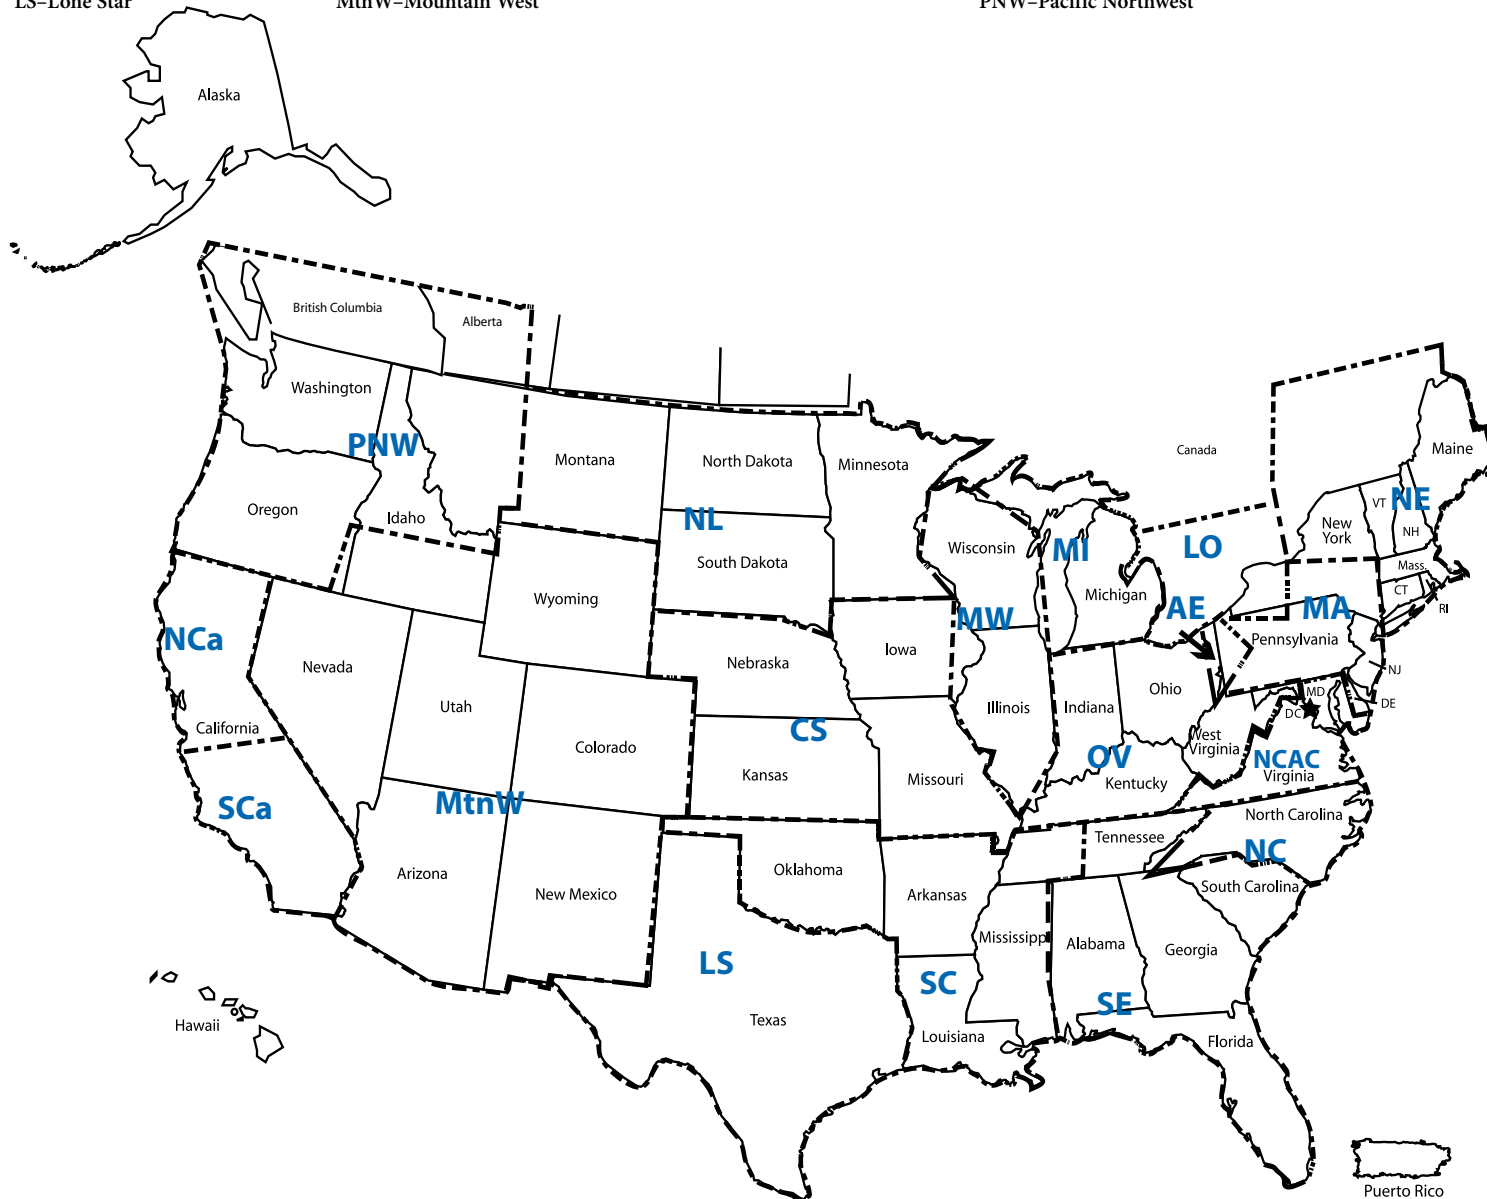 LS–Lone Star
MtnW–Mountain West
PNW–Pacific Northwest
Alaska
British Columbia
Alberta
Washington
PNW
Oregon
Idaho
Montana
North Dakota
Minnesota
NL
South Dakota
Wyoming
Wisconsin
MI
Michigan
MW
Canada
LO
AE
Maine
VT
NE
NH
New
York
Mass.
CT
RI
MA
Pennsylvania
NJ
DE
MD
DC
NCa
California
Nevada
Utah
Colorado
Nebraska
Iowa
CS
Kansas
Missouri
Illinois
Indiana
Ohio
OV
Kentucky
West
Virginia
NCAC
Virginia
SCa
MtnW
Arizona
New Mexico
Oklahoma
Arkansas
Tennessee
North Carolina
NC
South Carolina
LS
Texas
SC
Louisiana
Mississippi
Alabama
Georgia
SE
Florida
Hawaii
Puerto Rico